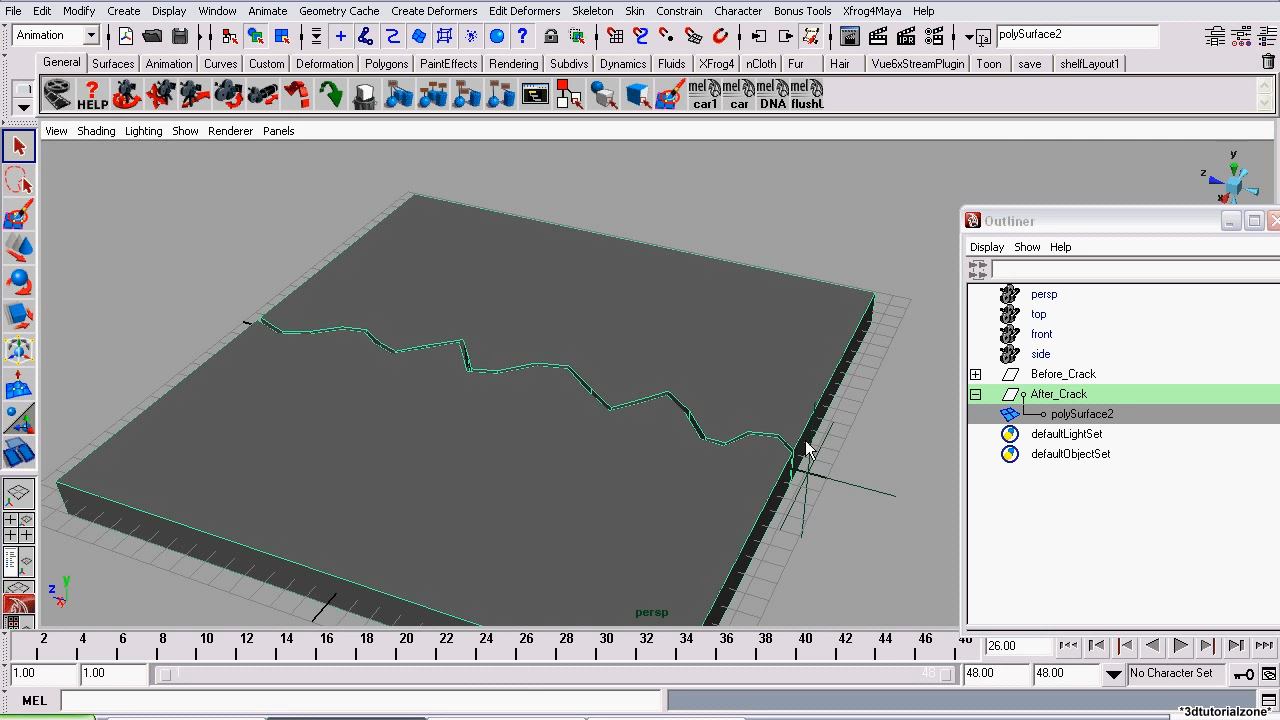 File Edit Modify Create Display Window Animate Geometry Cache Create Deformers Edit Deformers Skeleton Skin Constrain Character Bonus Tools Xfrog4Maya Help
Animation
polySurface2
General Surfaces Animation Curves Custom Deformation Polygons PaintEffects Rendering Subdivs Dynamics Fluids XFrog4 nCloth Fur Hair Vue6xStreamPlugin Toon save shelfLayout1
HELP
mel mel mel mel
car1 car DNA flushU
View Shading Lighting Show Renderer Panels
y
z
x
Outliner
Display Show Help
persp
top
front
side
Before_Crack
After_Crack
polySurface2
defaultLightSet
defaultObjectSet
y
z
x
persp
2 4 6 8 10 12 14 16 18 20 22 24 26 28 30 32 34 36 38 40 42 44 46
26.00
1.00 1.00 1 48 48.00 48.00 No Character Set
MEL
*3dtutorialzone*